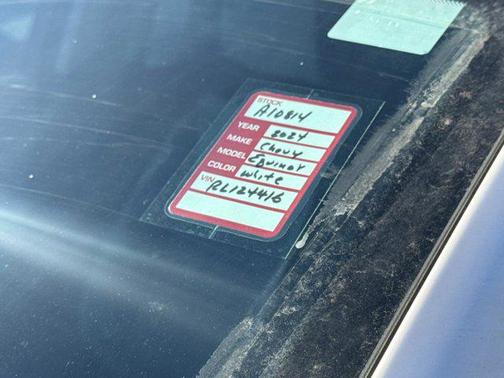 STOCK A10814
YEAR 2024
MAKE Chevy
MODEL Equinox
COLOR white
VIN RL124416